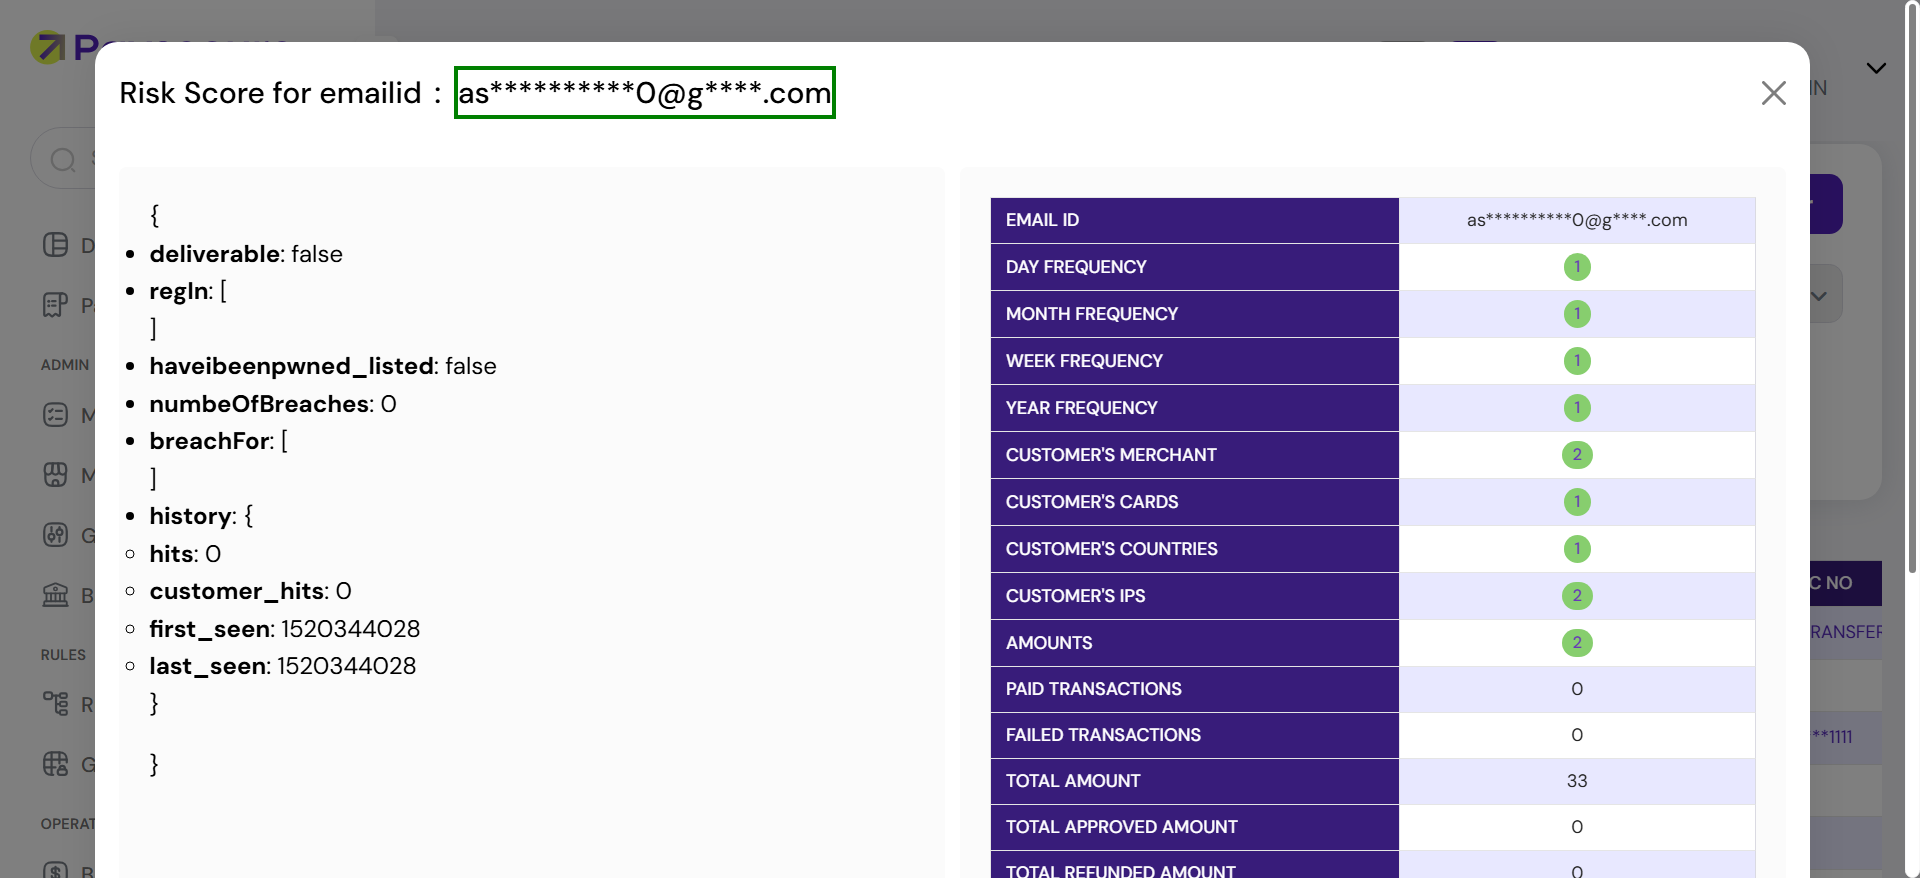 Risk Score for emailid : as**********0@g****.com
{
deliverable: false
regIn: [
]
haveibeenpwned_listed: false
numbeOfBreaches: 0
breachFor: [
]
history: {
hits: 0
customer_hits: 0
first_seen: 1520344028
last_seen: 1520344028
}
}
EMAIL ID as**********0@g****.com
DAY FREQUENCY 1
MONTH FREQUENCY 1
WEEK FREQUENCY 1
YEAR FREQUENCY 1
CUSTOMER'S MERCHANT 2
CUSTOMER'S CARDS 1
CUSTOMER'S COUNTRIES 1
CUSTOMER'S IPS 2
AMOUNTS 2
PAID TRANSACTIONS 0
FAILED TRANSACTIONS 0
TOTAL AMOUNT 33
TOTAL APPROVED AMOUNT 0
TOTAL REFUNDED AMOUNT 0
ADMIN
RULES
OPERAT
IN
C NO
RANSFER
**1111